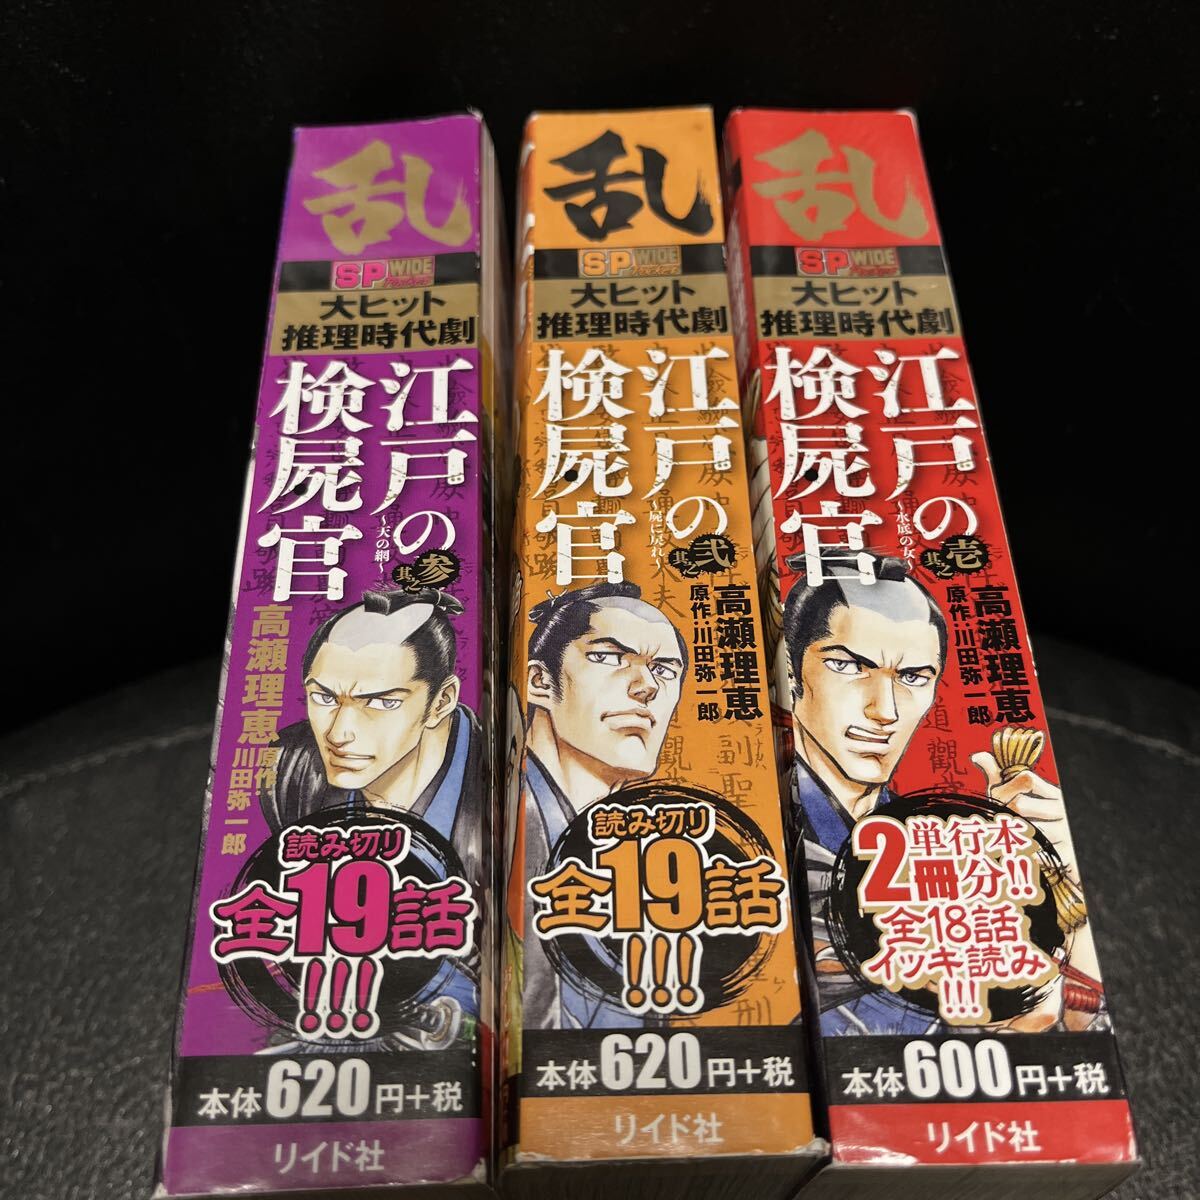 乱
SP WIDE Pocket
大ヒット
推理時代劇
江戸の
検屍官
～天の網～
其之参
高瀬理恵
原作:川田弥一郎
読み切り
全19話
!!!
本体620円+税
リイド社
乱
SP WIDE Pocket
大ヒット
推理時代劇
江戸の
検屍官
～屍に戻れ～
其之弐
高瀬理恵
原作:川田弥一郎
読み切り
全19話
!!!
本体620円+税
リイド社
乱
SP WIDE Pocket
大ヒット
推理時代劇
江戸の
検屍官
～水底の女～
其之壱
高瀬理恵
原作:川田弥一郎
単行本
2冊分!!
全18話
イッキ読み
!!!
本体600円+税
リイド社